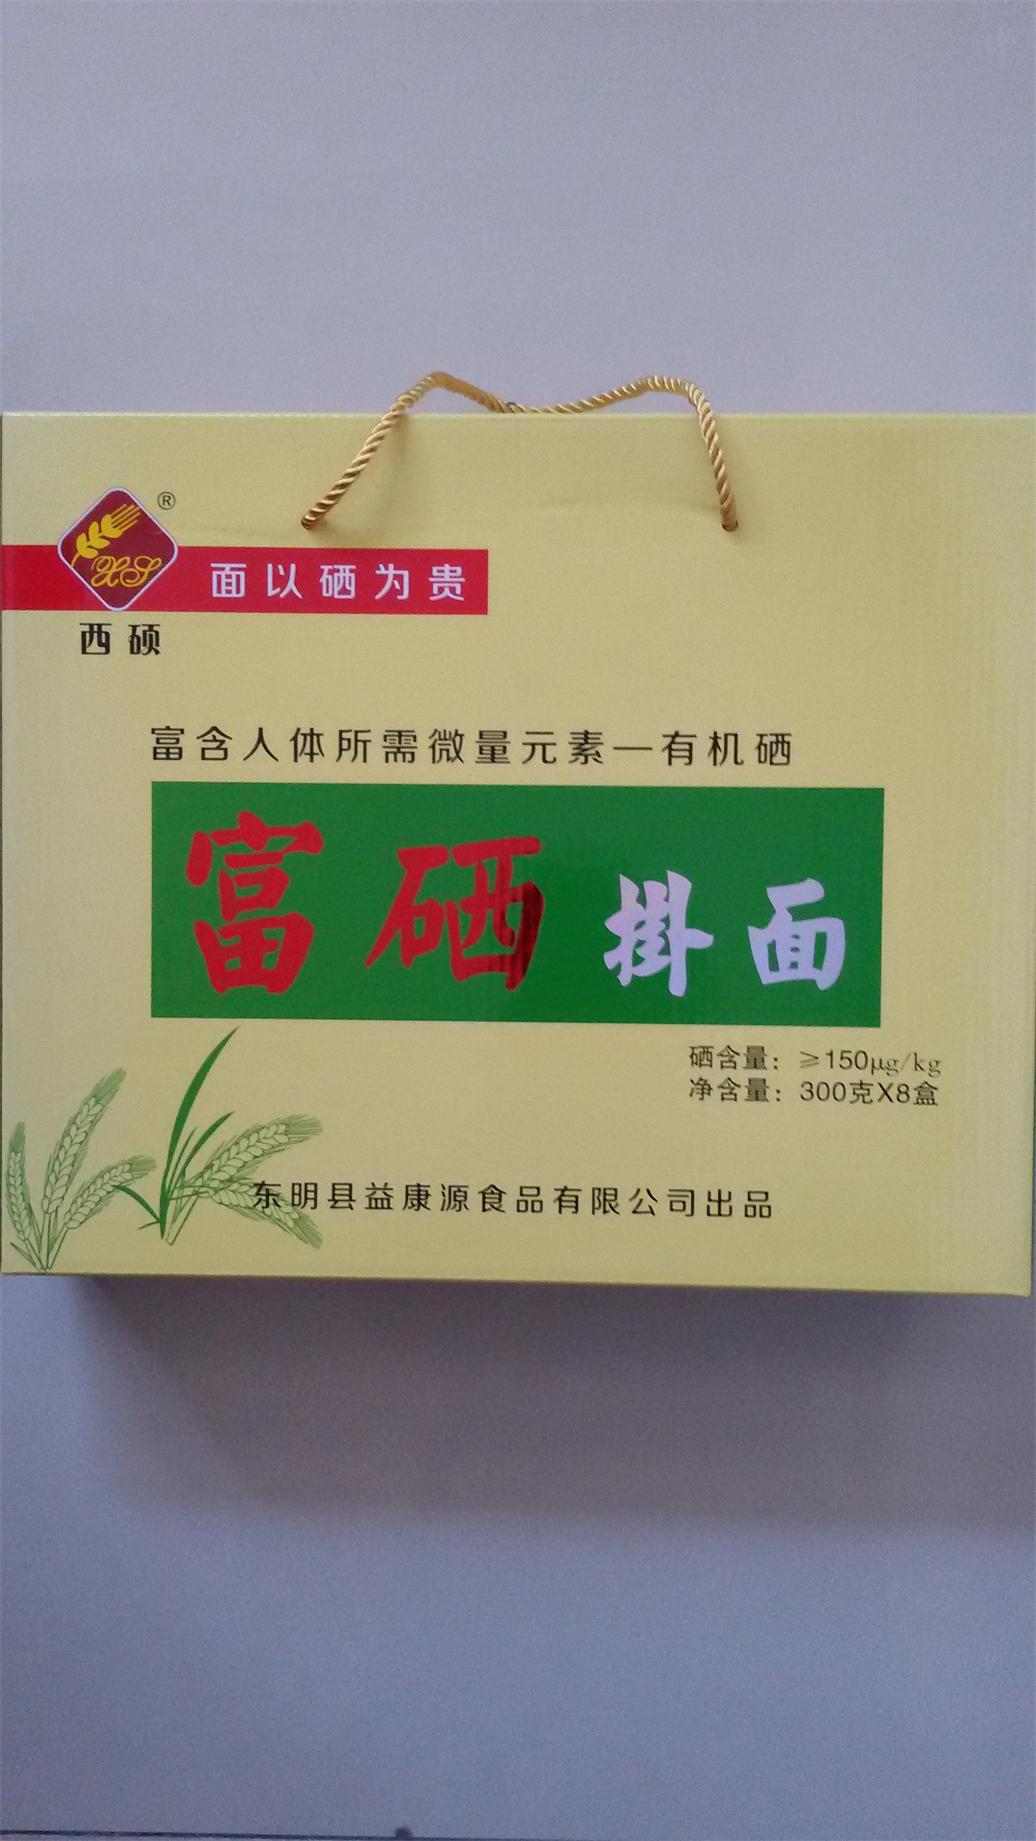 ®
XS
面以硒为贵
西硕
富含人体所需微量元素—有机硒
富硒掛面
硒含量：≥150μg/kg
净含量：300克X8盒
东明县益康源食品有限公司出品